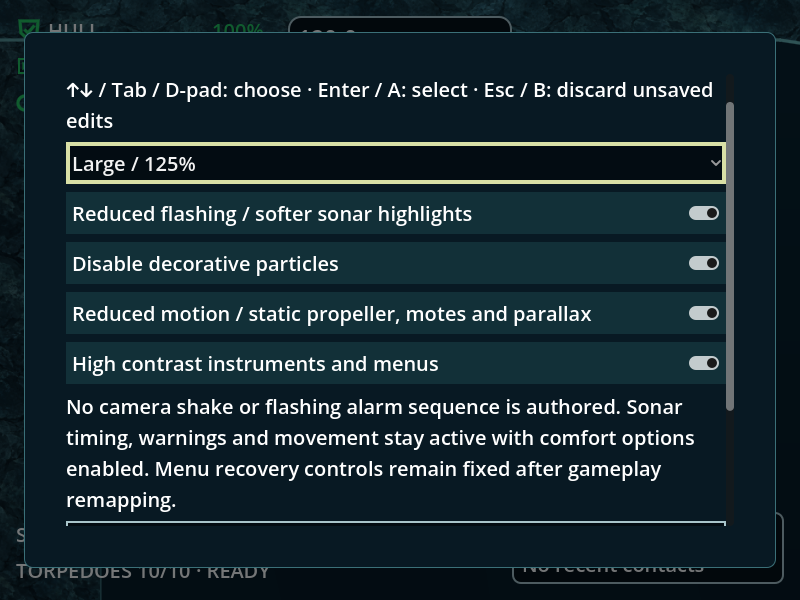 HULL 100%
↑↓ / Tab / D-pad: choose · Enter / A: select · Esc / B: discard unsaved
edits
Large / 125%
Reduced flashing / softer sonar highlights
Disable decorative particles
Reduced motion / static propeller, motes and parallax
High contrast instruments and menus
No camera shake or flashing alarm sequence is authored. Sonar
timing, warnings and movement stay active with comfort options
enabled. Menu recovery controls remain fixed after gameplay
remapping.
No recent contacts
TORPEDOES 10/10 · READY